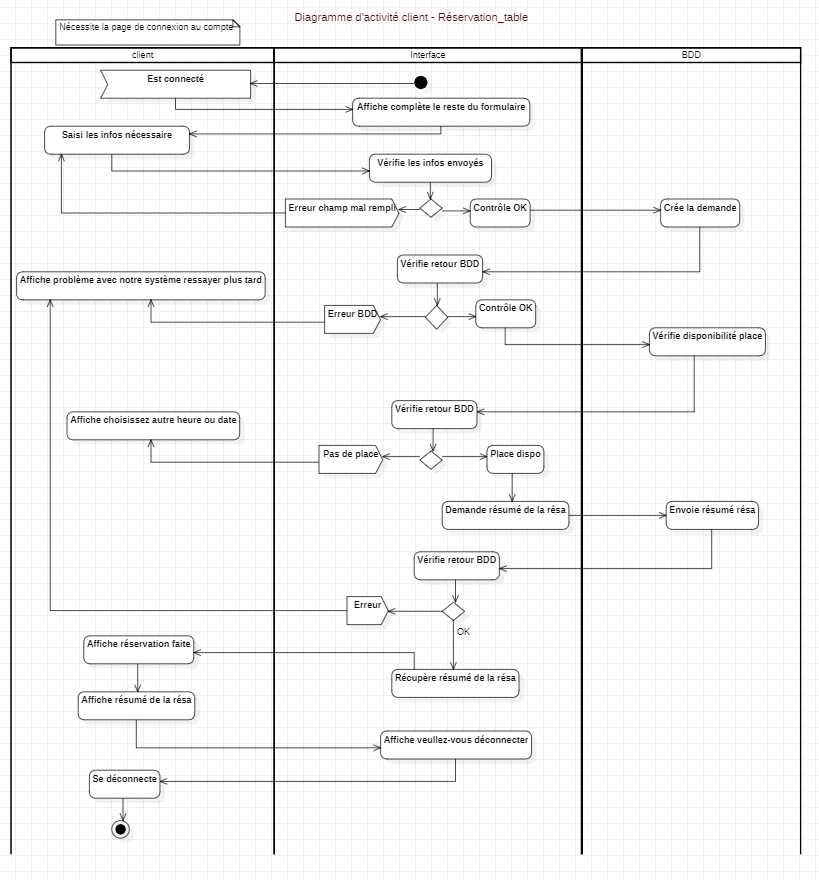 Diagramme d'activité client - Réservation_table
Nécessite la page de connexion au compte
client
Interface
BDD
Est connecté
Affiche complète le reste du formulaire
Saisi les infos nécessaire
Vérifie les infos envoyés
Erreur champ mal rempli
Contrôle OK
Crée la demande
Vérifie retour BDD
Affiche problème avec notre système ressayer plus tard
Erreur BDD
Contrôle OK
Vérifie disponibilité place
Vérifie retour BDD
Affiche choisissez autre heure ou date
Pas de place
Place dispo
Demande résumé de la résa
Envoie résumé résa
Vérifie retour BDD
Erreur
OK
Affiche réservation faite
Récupère résumé de la résa
Affiche résumé de la résa
Affiche veullez-vous déconnecter
Se déconnecte